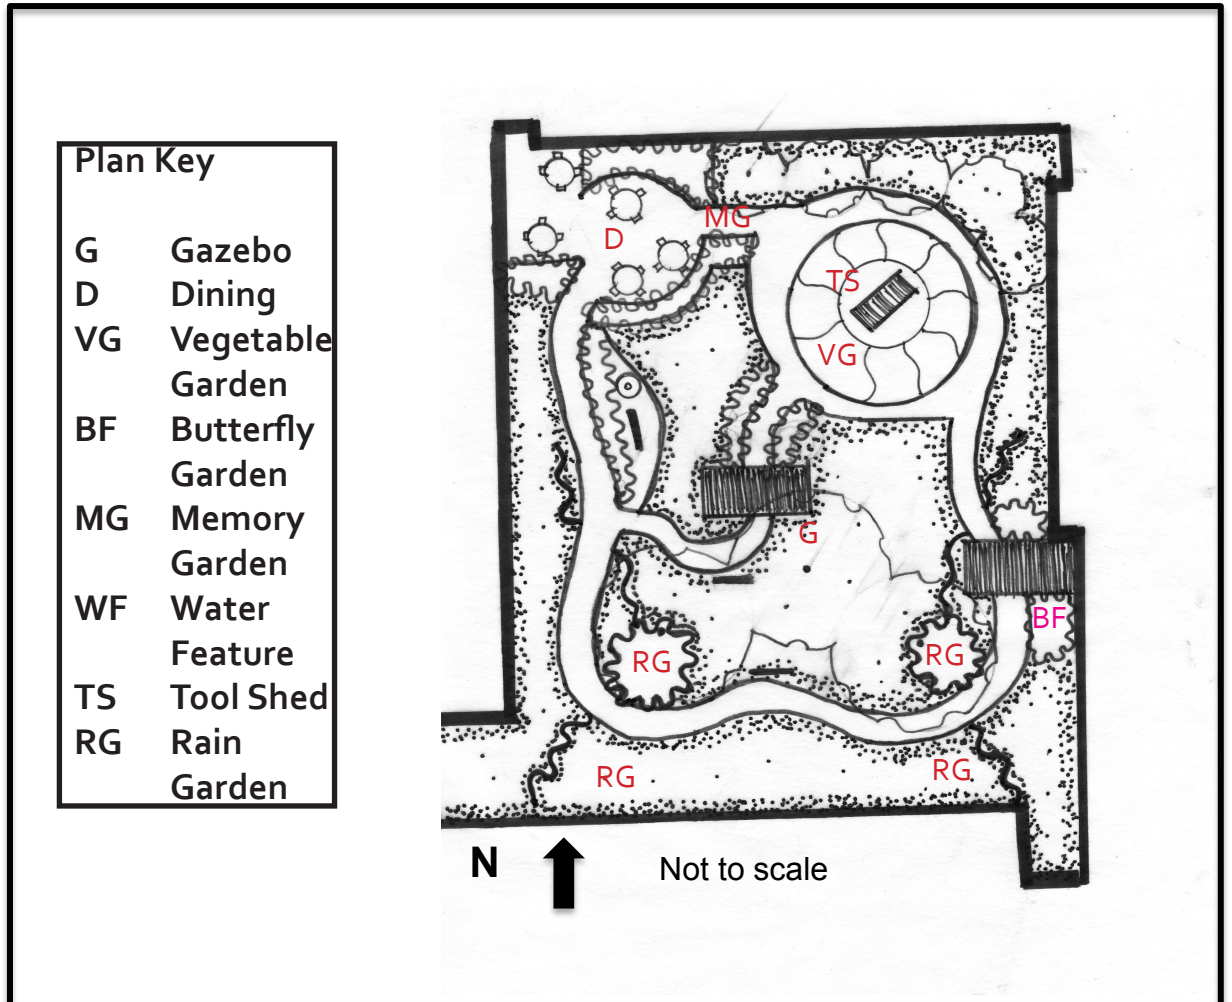 Plan Key
G Gazebo
D Dining
VG Vegetable
Garden
BF Butterfly
Garden
MG Memory
Garden
WF Water
Feature
TS Tool Shed
RG Rain
Garden
MG
D
TS
VG
G
BF
RG
RG
RG
RG
N
Not to scale